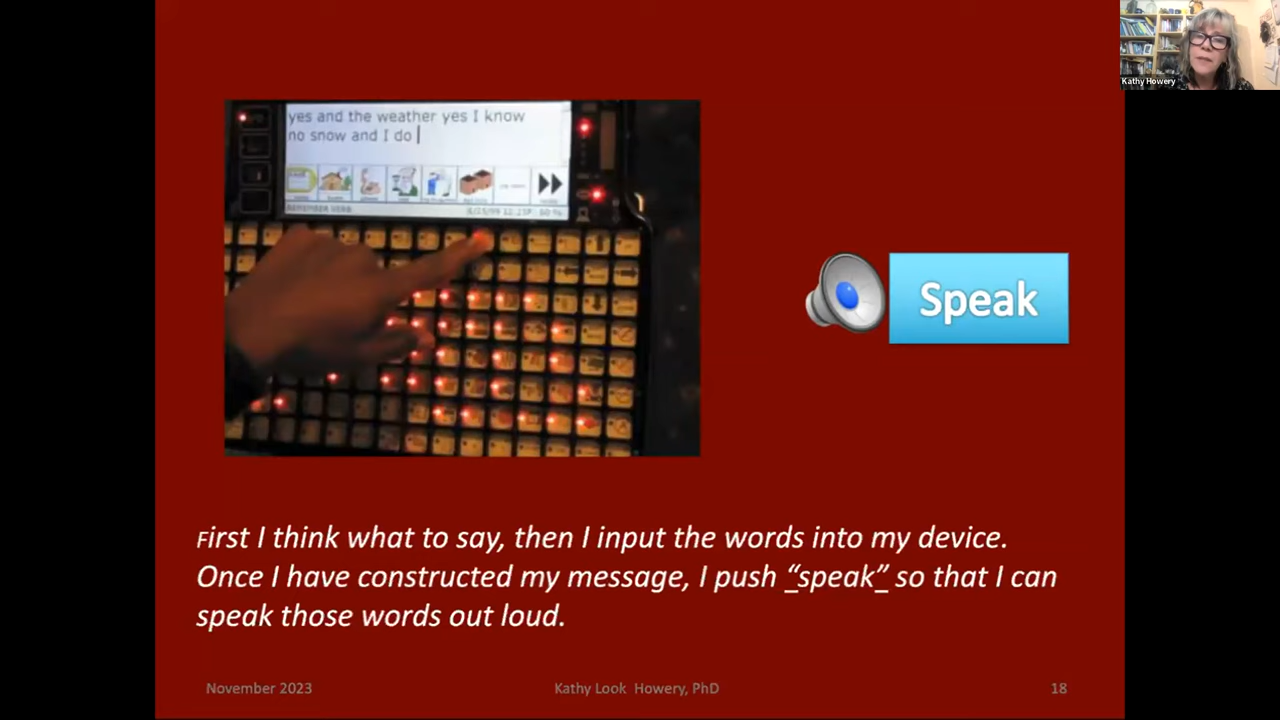 Kathy Howery
yes and the weather yes I know
no snow and I do
Speak
First I think what to say, then I input the words into my device.
Once I have constructed my message, I push “speak” so that I can
speak those words out loud.
November 2023
Kathy Look Howery, PhD
18